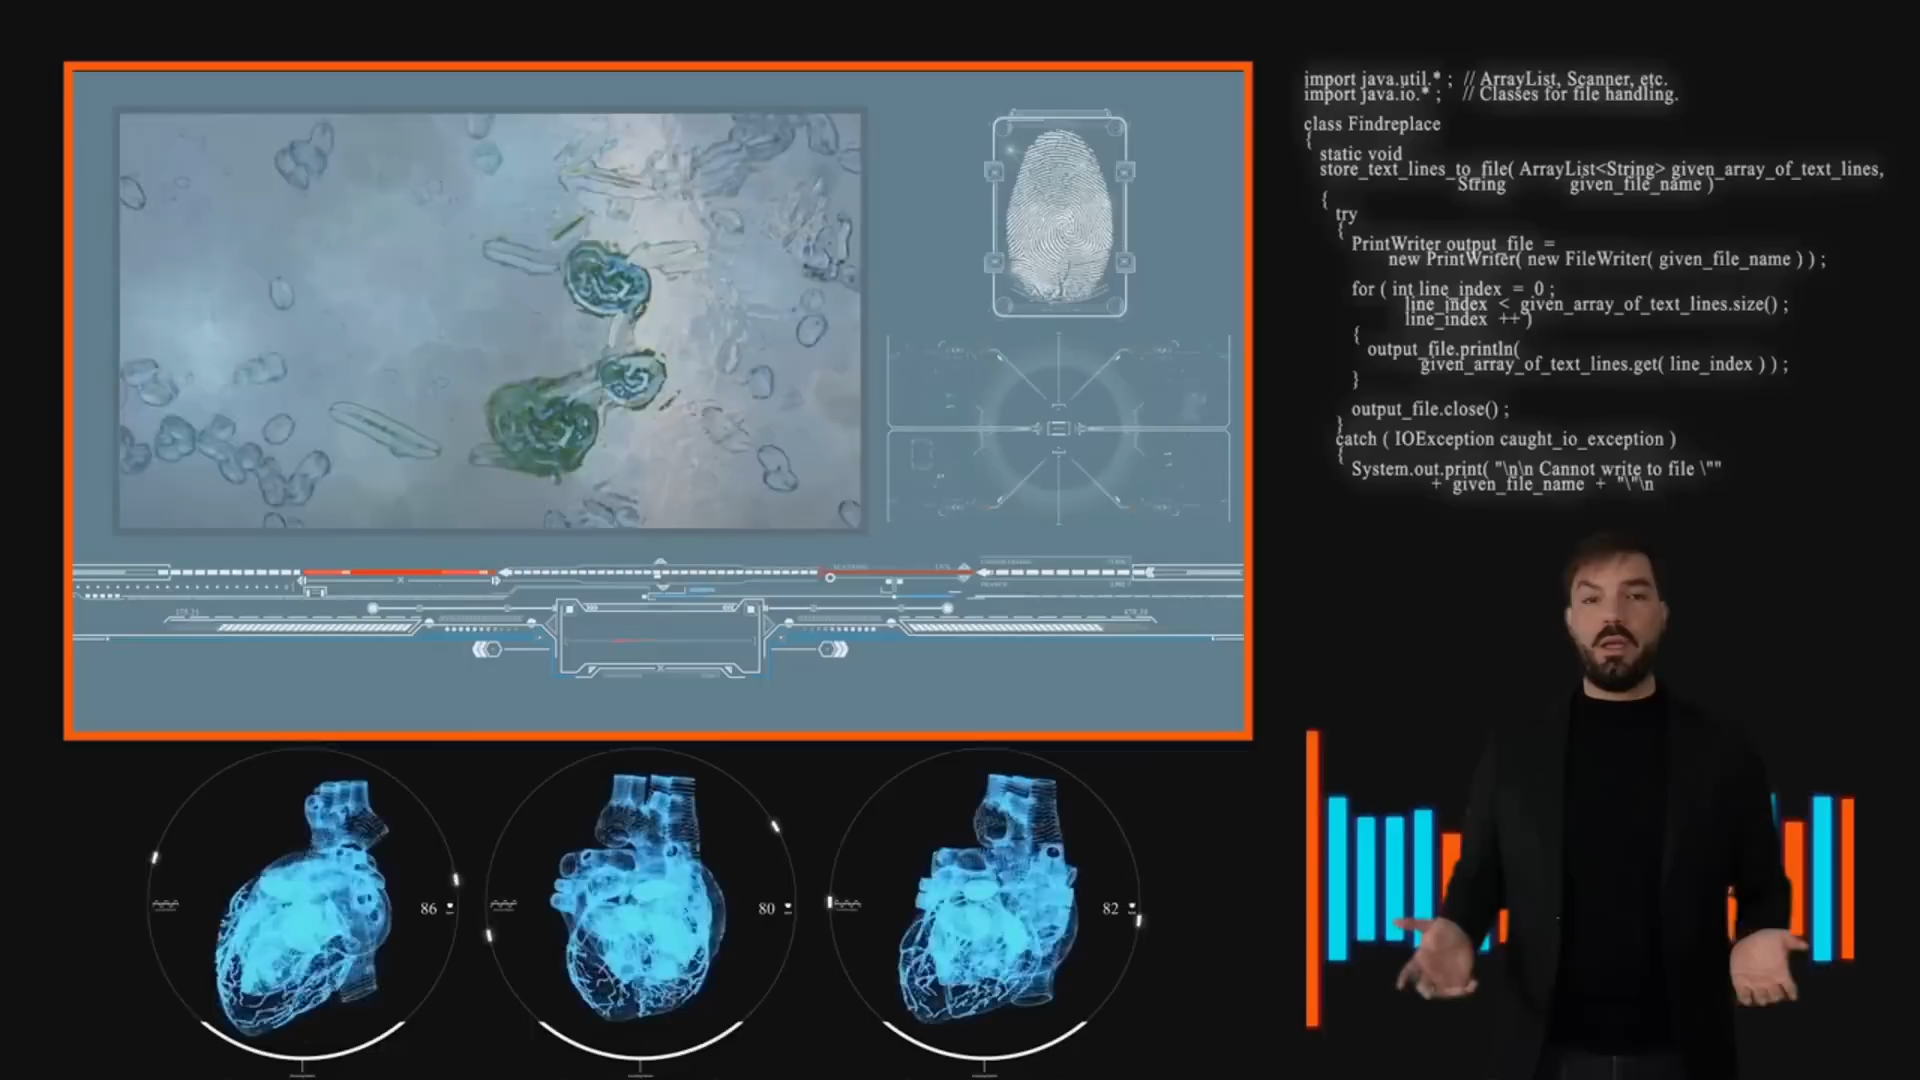 import java.util.* ; // ArrayList, Scanner, etc.
import java.io.* ; // Classes for file handling.
class Findreplace
{
static void
store_text_lines_to_file( ArrayList<String> given_array_of_text_lines,
String given_file_name )
{
try
{
PrintWriter output_file =
new PrintWriter( new FileWriter( given_file_name ) ) ;
for ( int line_index = 0 ;
line_index < given_array_of_text_lines.size() ;
line_index ++ )
{
output_file.println(
given_array_of_text_lines.get( line_index ) ) ;
}
output_file.close() ;
}
catch ( IOException caught_io_exception )
{
System.out.print( "\n\n Cannot write to file \""
+ given_file_name + "\"\n
86
80
82